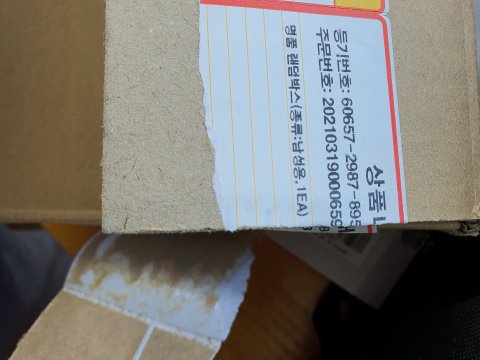 상품
등기번호: 60657-2987-895
주문번호: 2021031900065
명품 랜덤박스(종류:남성용,1EA)